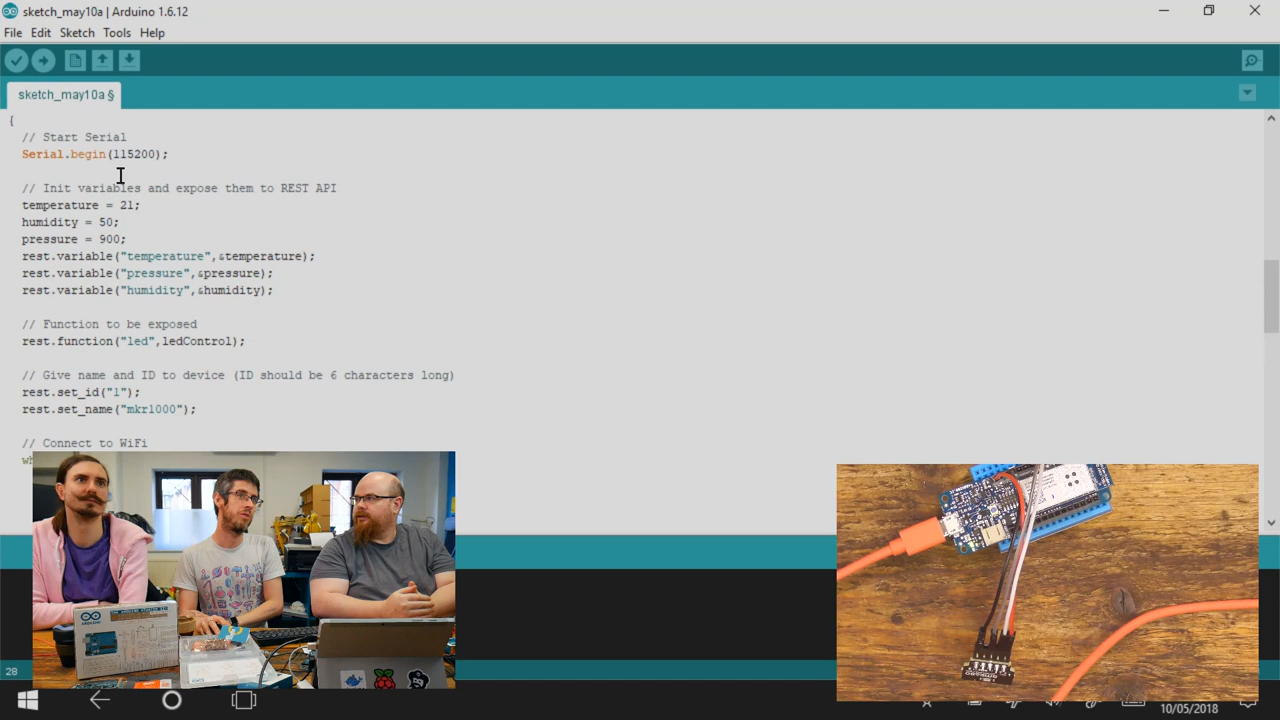 sketch_may10a | Arduino 1.6.12
File Edit Sketch Tools Help
sketch_may10a §
{
// Start Serial
Serial.begin(115200);
// Init variables and expose them to REST API
temperature = 21;
humidity = 50;
pressure = 900;
rest.variable("temperature",&temperature);
rest.variable("pressure",&pressure);
rest.variable("humidity",&humidity);
// Function to be exposed
rest.function("led",ledControl);
// Give name and ID to device (ID should be 6 characters long)
rest.set_id("1");
rest.set_name("mkr1000");
// Connect to WiFi
28
ARDUINO
10/05/2018